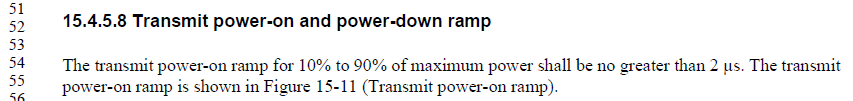 51
52 15.4.5.8 Transmit power-on and power-down ramp
53
54 The transmit power-on ramp for 10% to 90% of maximum power shall be no greater than 2 μs. The transmit
55 power-on ramp is shown in Figure 15-11 (Transmit power-on ramp).
56